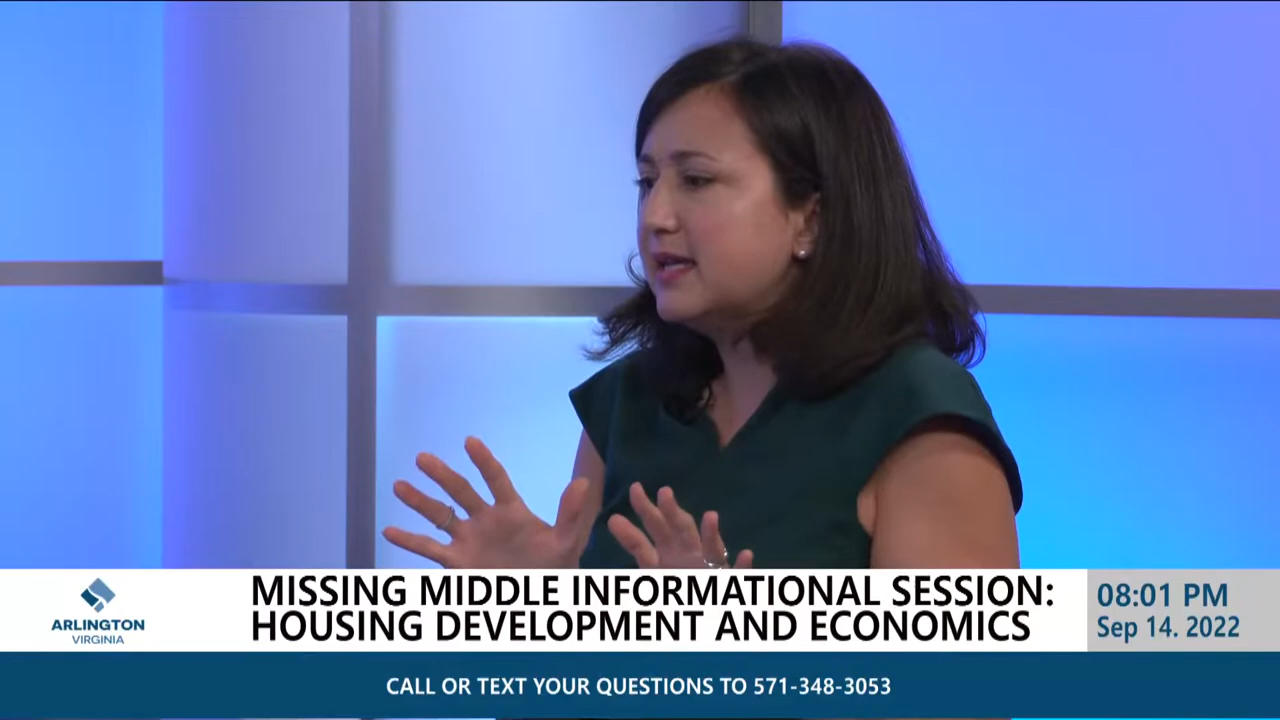 MISSING MIDDLE INFORMATIONAL SESSION:
HOUSING DEVELOPMENT AND ECONOMICS
ARLINGTON
VIRGINIA
08:01 PM
Sep 14. 2022
CALL OR TEXT YOUR QUESTIONS TO 571-348-3053